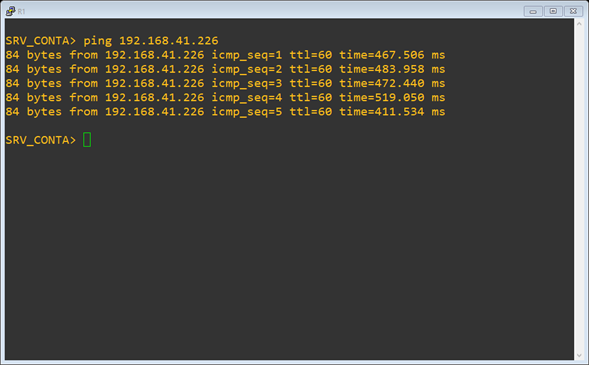 R1
SRV_CONTA> ping 192.168.41.226
84 bytes from 192.168.41.226 icmp_seq=1 ttl=60 time=467.506 ms
84 bytes from 192.168.41.226 icmp_seq=2 ttl=60 time=483.958 ms
84 bytes from 192.168.41.226 icmp_seq=3 ttl=60 time=472.440 ms
84 bytes from 192.168.41.226 icmp_seq=4 ttl=60 time=519.050 ms
84 bytes from 192.168.41.226 icmp_seq=5 ttl=60 time=411.534 ms
SRV_CONTA>